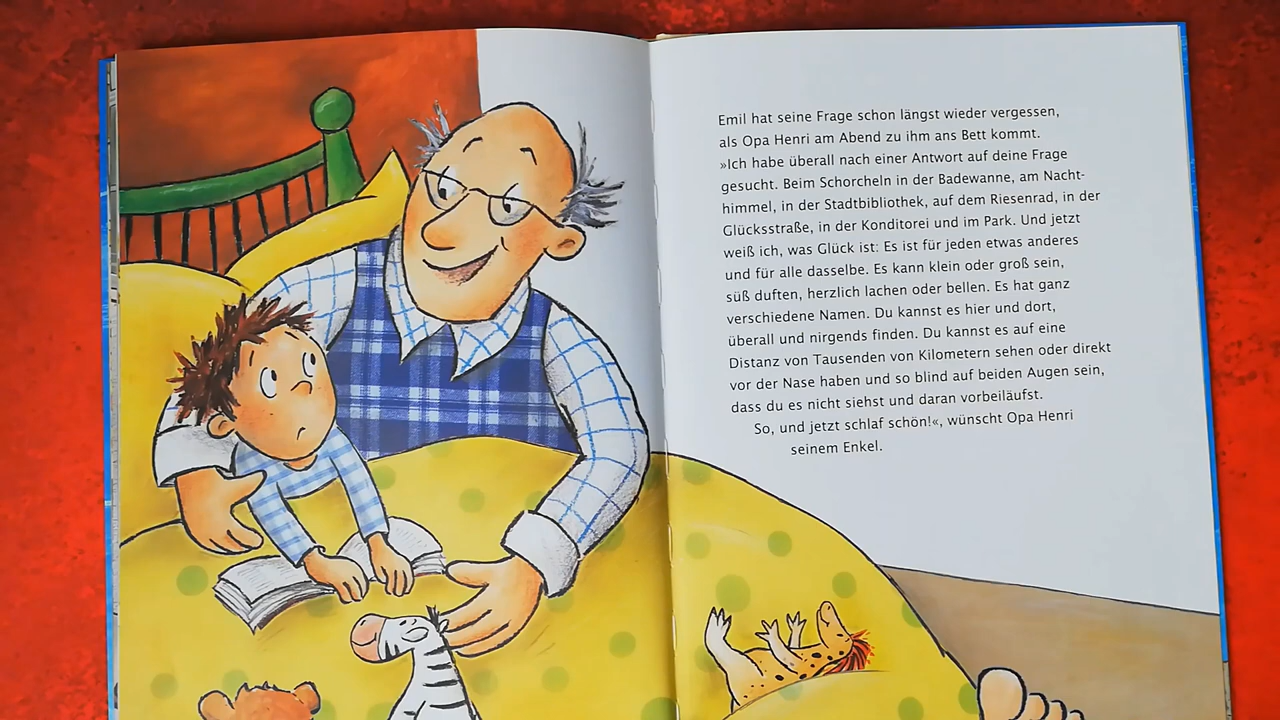 Emil hat seine Frage schon längst wieder vergessen,
als Opa Henri am Abend zu ihm ans Bett kommt.
»Ich habe überall nach einer Antwort auf deine Frage
gesucht. Beim Schorcheln in der Badewanne, am Nacht-
himmel, in der Stadtbibliothek, auf dem Riesenrad, in der
Glücksstraße, in der Konditorei und im Park. Und jetzt
weiß ich, was Glück ist: Es ist für jeden etwas anderes
und für alle dasselbe. Es kann klein oder groß sein,
süß duften, herzlich lachen oder bellen. Es hat ganz
verschiedene Namen. Du kannst es hier und dort,
überall und nirgends finden. Du kannst es auf eine
Distanz von Tausenden von Kilometern sehen oder direkt
vor der Nase haben und so blind auf beiden Augen sein,
dass du es nicht siehst und daran vorbeiläufst.
So, und jetzt schlaf schön!«, wünscht Opa Henri
seinem Enkel.